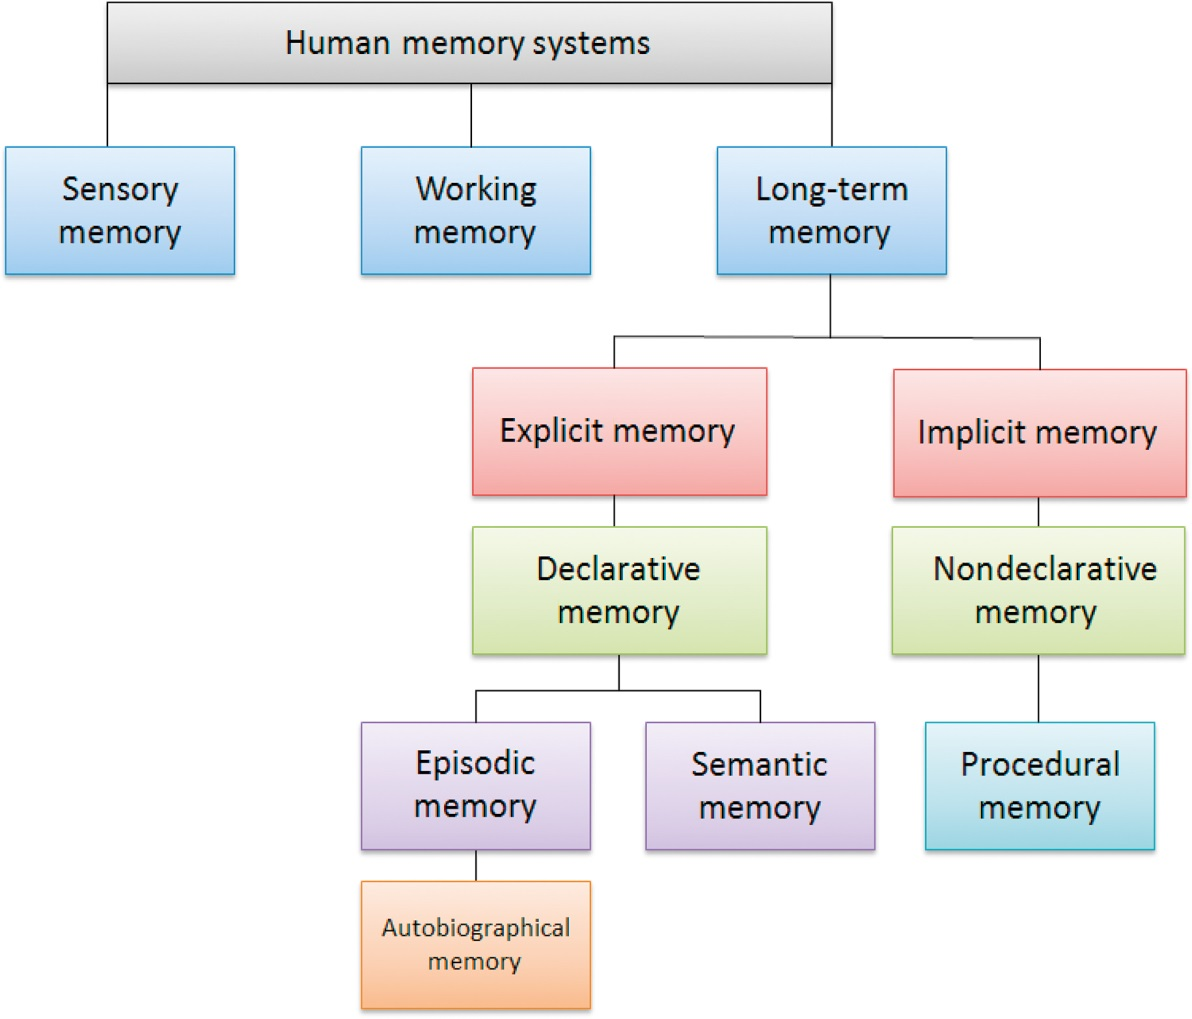 Human memory systems
Sensory
memory
Working
memory
Long-term
memory
Explicit memory
Implicit memory
Declarative
memory
Nondeclarative
memory
Episodic
memory
Semantic
memory
Procedural
memory
Autobiographical
memory